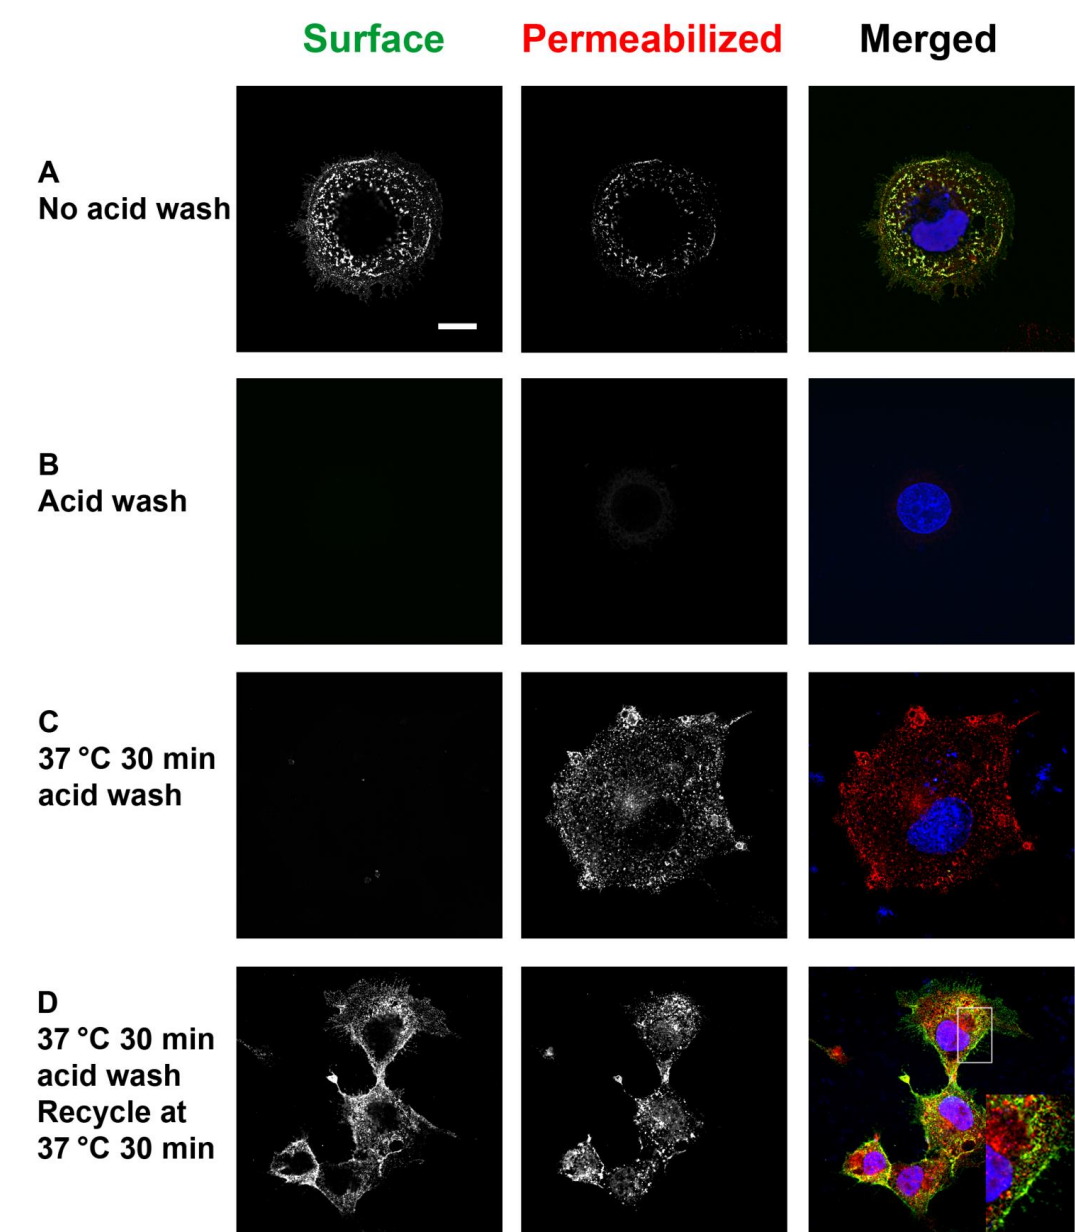 Surface Permeabilized Merged
A
No acid wash
B
Acid wash
C
37 °C 30 min
acid wash
D
37 °C 30 min
acid wash
Recycle at
37 °C 30 min